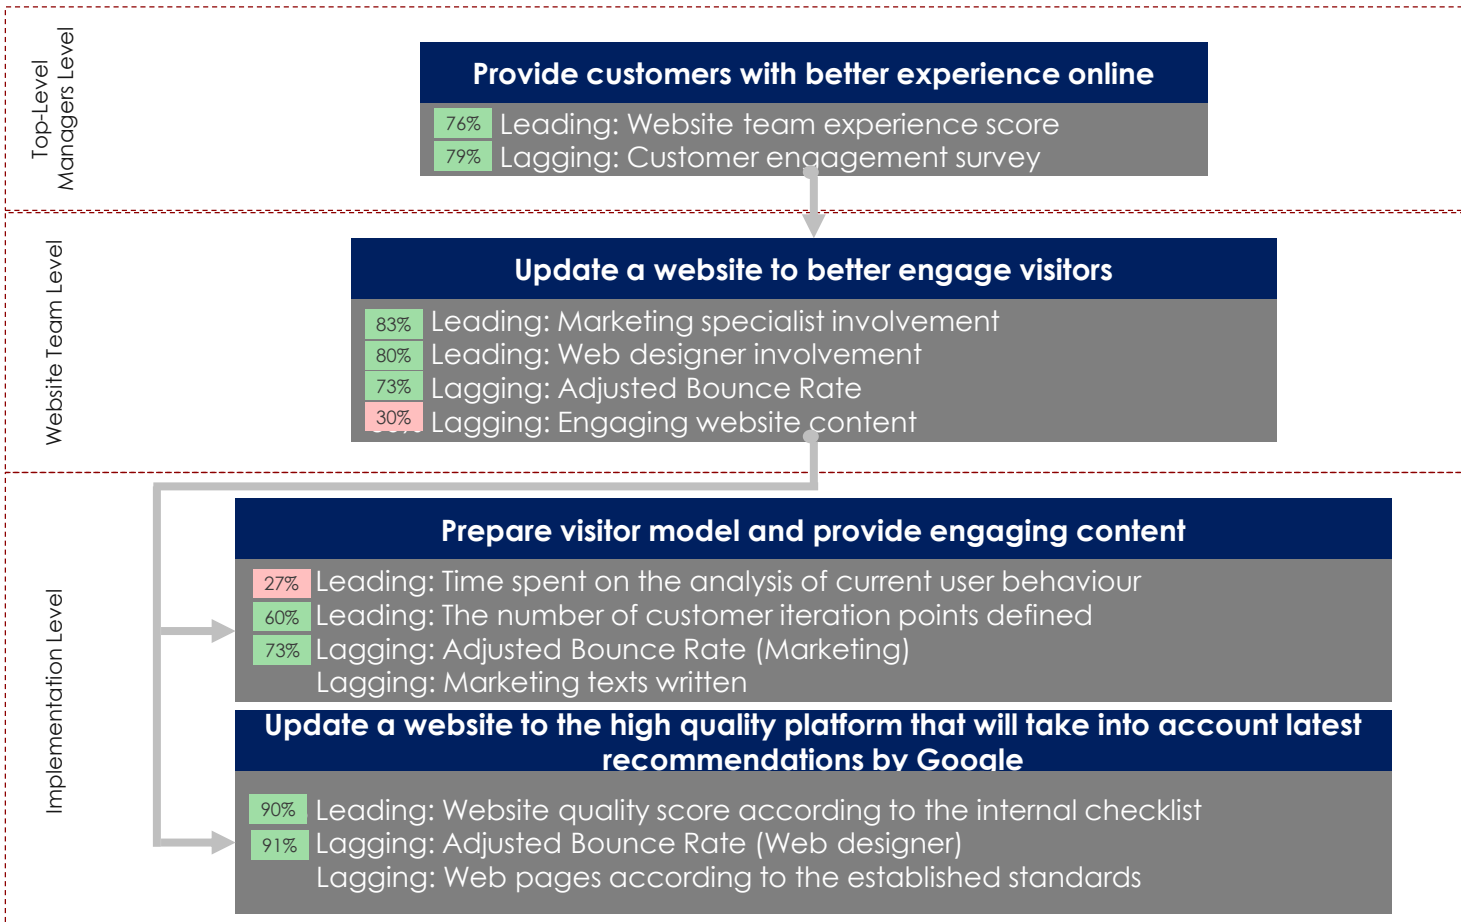 Top-Level
Managers Level
Provide customers with better experience online
76% Leading: Website team experience score
79% Lagging: Customer engagement survey
Website Team Level
Update a website to better engage visitors
83% Leading: Marketing specialist involvement
80% Leading: Web designer involvement
73% Lagging: Adjusted Bounce Rate
30% Lagging: Engaging website content
Implementation Level
Prepare visitor model and provide engaging content
27% Leading: Time spent on the analysis of current user behaviour
60% Leading: The number of customer iteration points defined
73% Lagging: Adjusted Bounce Rate (Marketing)
Lagging: Marketing texts written
Update a website to the high quality platform that will take into account latest
recommendations by Google
90% Leading: Website quality score according to the internal checklist
91% Lagging: Adjusted Bounce Rate (Web designer)
Lagging: Web pages according to the established standards